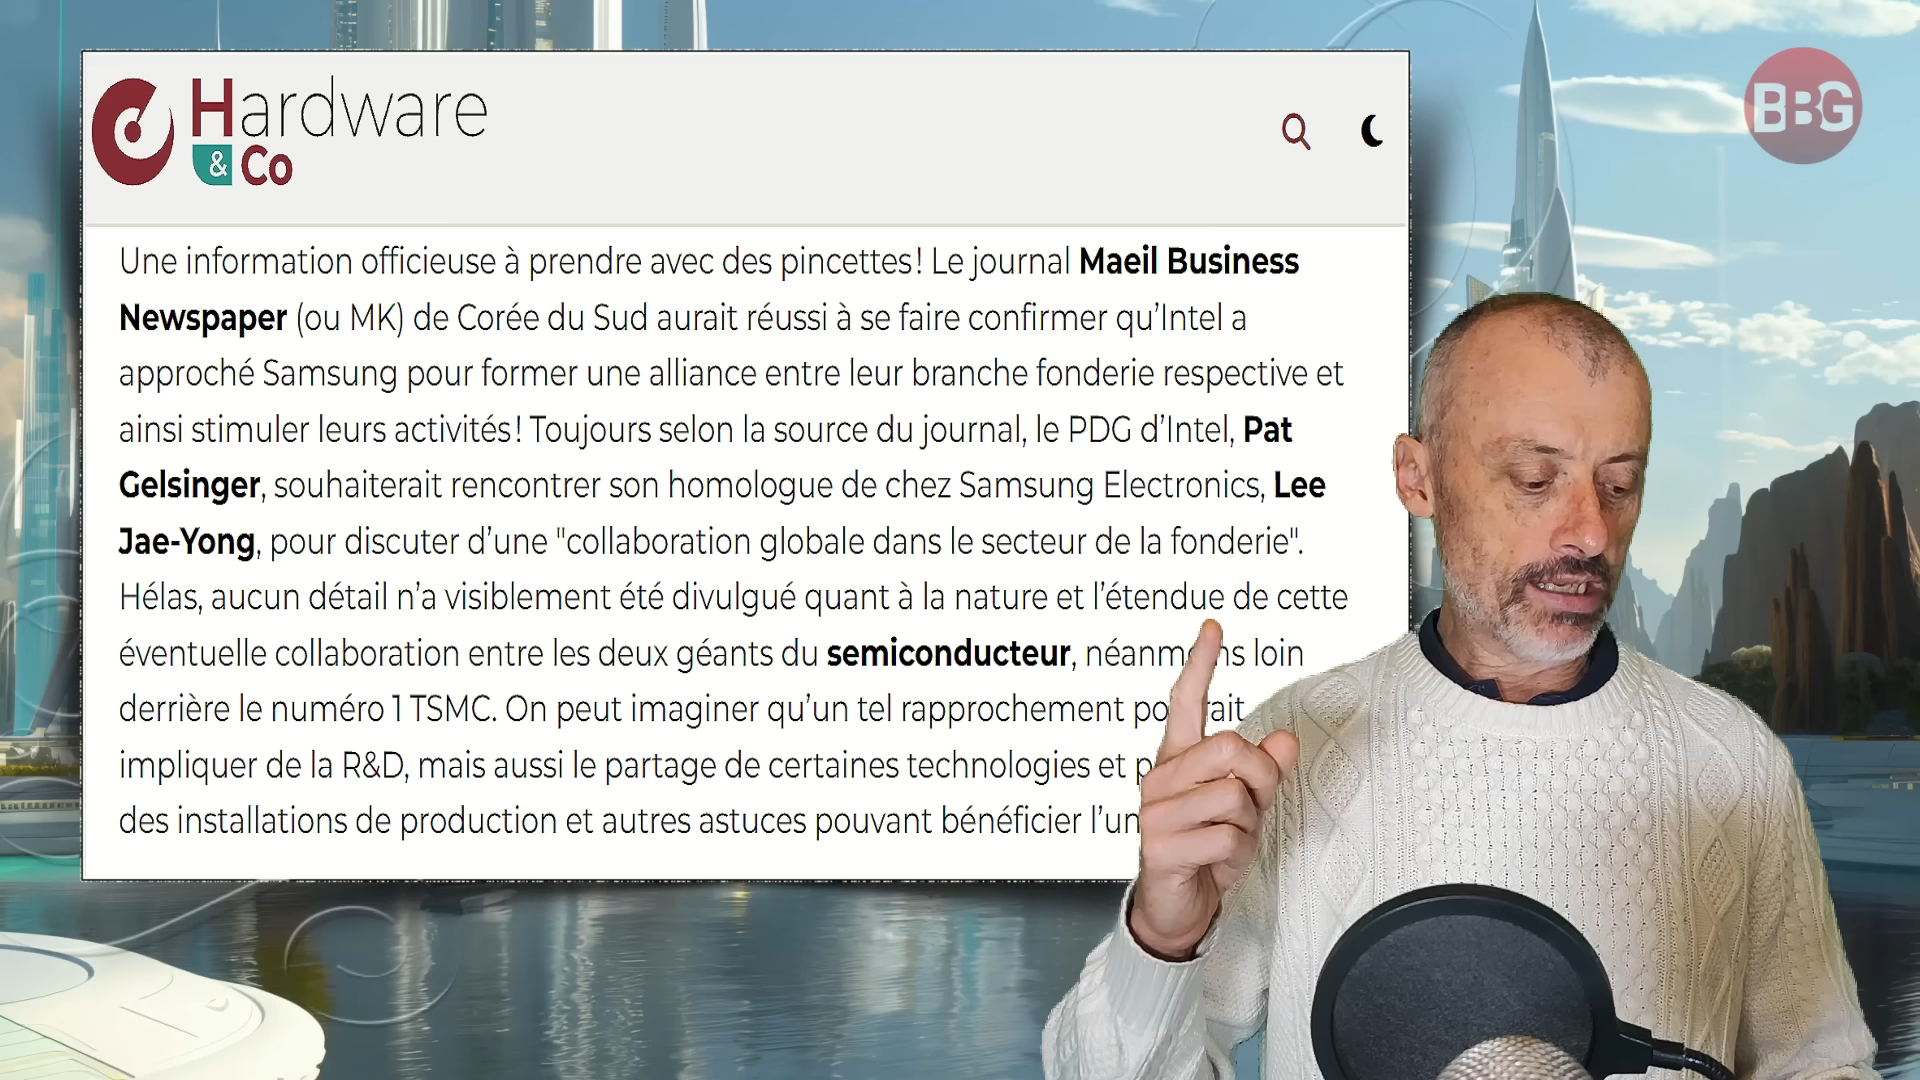 Hardware
& Co
BBG
Une information officieuse à prendre avec des pincettes! Le journal Maeil Business
Newspaper (ou MK) de Corée du Sud aurait réussi à se faire confirmer qu'Intel a
approché Samsung pour former une alliance entre leur branche fonderie respective et
ainsi stimuler leurs activités! Toujours selon la source du journal, le PDG d'Intel, Pat
Gelsinger, souhaiterait rencontrer son homologue de chez Samsung Electronics, Lee
Jae-Yong, pour discuter d'une "collaboration globale dans le secteur de la fonderie".
Hélas, aucun détail n'a visiblement été divulgué quant à la nature et l'étendue de cette
éventuelle collaboration entre les deux géants du semiconducteur, néanmoins loin
derrière le numéro 1 TSMC. On peut imaginer qu'un tel rapprochement
impliquer de la R&D, mais aussi le partage de certaines technologies et
des installations de production et autres astuces pouvant bénéficier l'un